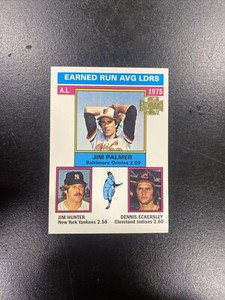 EARNED RUN AVG LDRS
A.L.
1975
JIM PALMER
Baltimore Orioles 2.09
JIM HUNTER
New York Yankees 2.58
DENNIS ECKERSLEY
Cleveland Indians 2.60